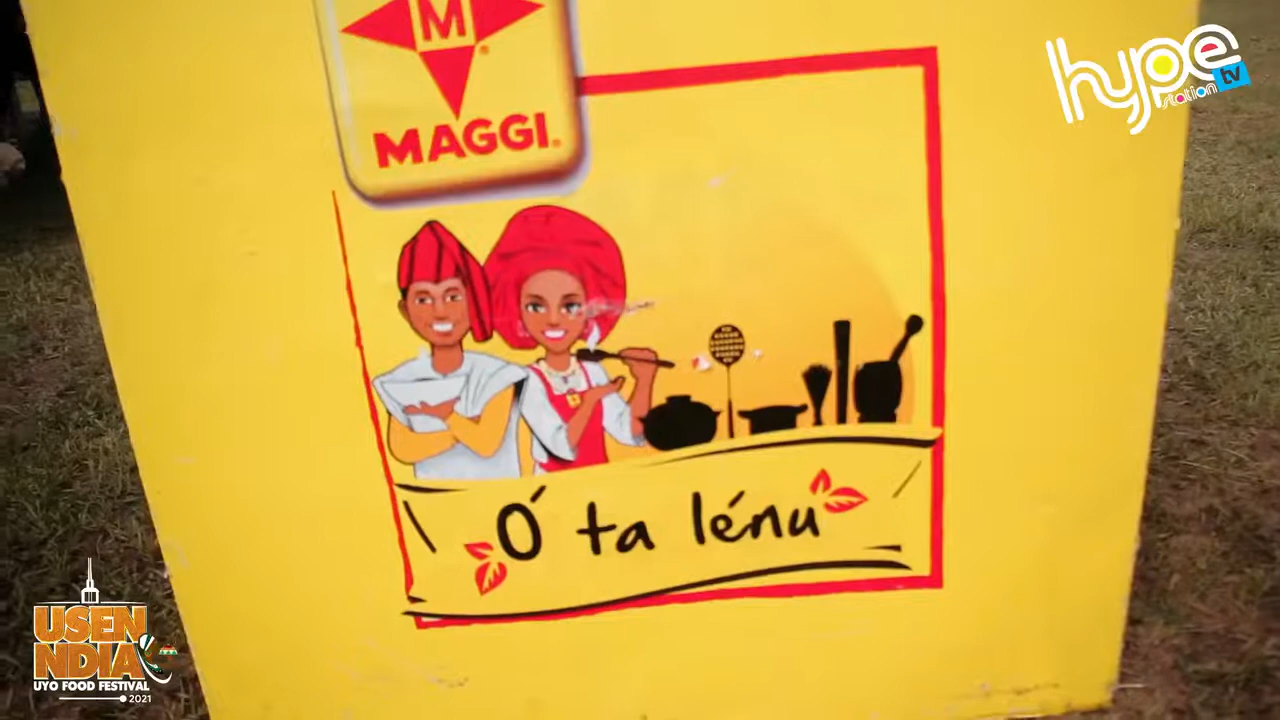 M
MAGGI
hype
station
tv
Ó ta lénu
USEN
NDIA
UYO FOOD FESTIVAL
2021